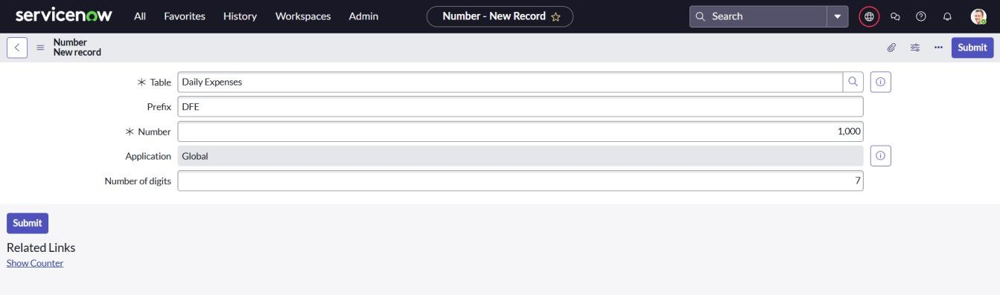 servicenow All Favorites History Workspaces Admin Number - New Record Search
Number
New record
Submit
* Table Daily Expenses
Prefix DFE
* Number 1,000
Application Global
Number of digits 7
Submit
Related Links
Show Counter